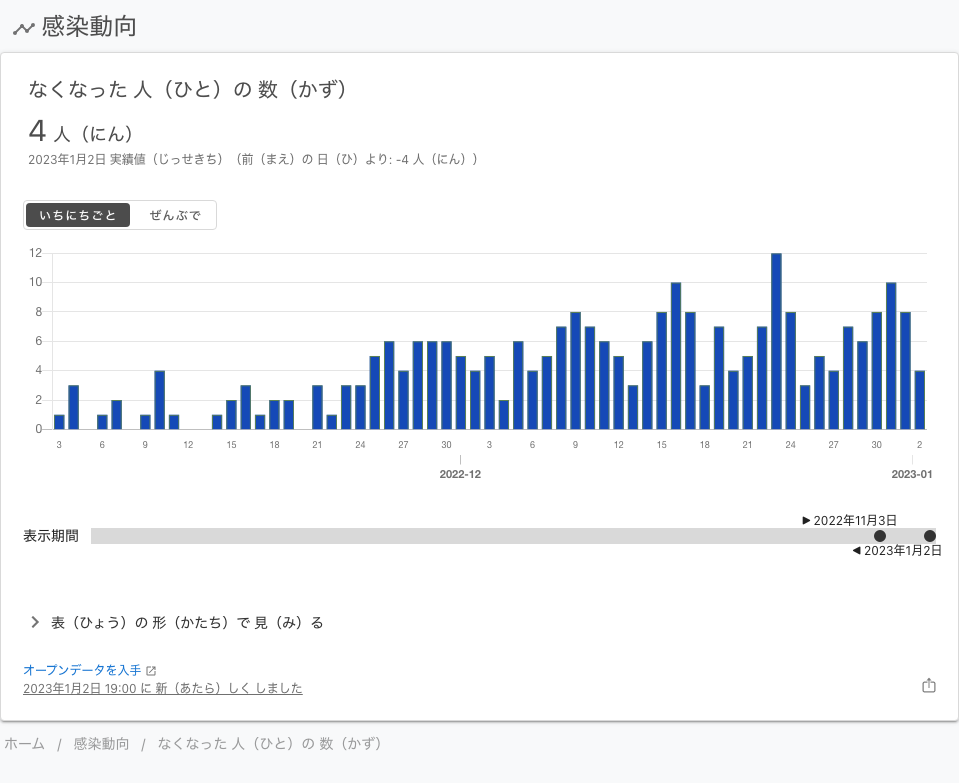 感染動向
なくなった 人（ひと）の 数（かず）
4 人（にん）
2023年1月2日 実績値（じっせきち）（前（まえ）の 日（ひ）より: -4 人（にん））
いちにちごと ぜんぶで
12
10
8
6
4
2
0
3 6 9 12 15 18 21 24 27 30 3 6 9 12 15 18 21 24 27 30 2
2022-12 2023-01
▶2022年11月3日
表示期間
◀2023年1月2日
表（ひょう）の 形（かたち）で 見（み）る
オープンデータを入手
2023年1月2日 19:00 に 新（あたら）しく しました
ホーム / 感染動向 / なくなった 人（ひと）の 数（かず）